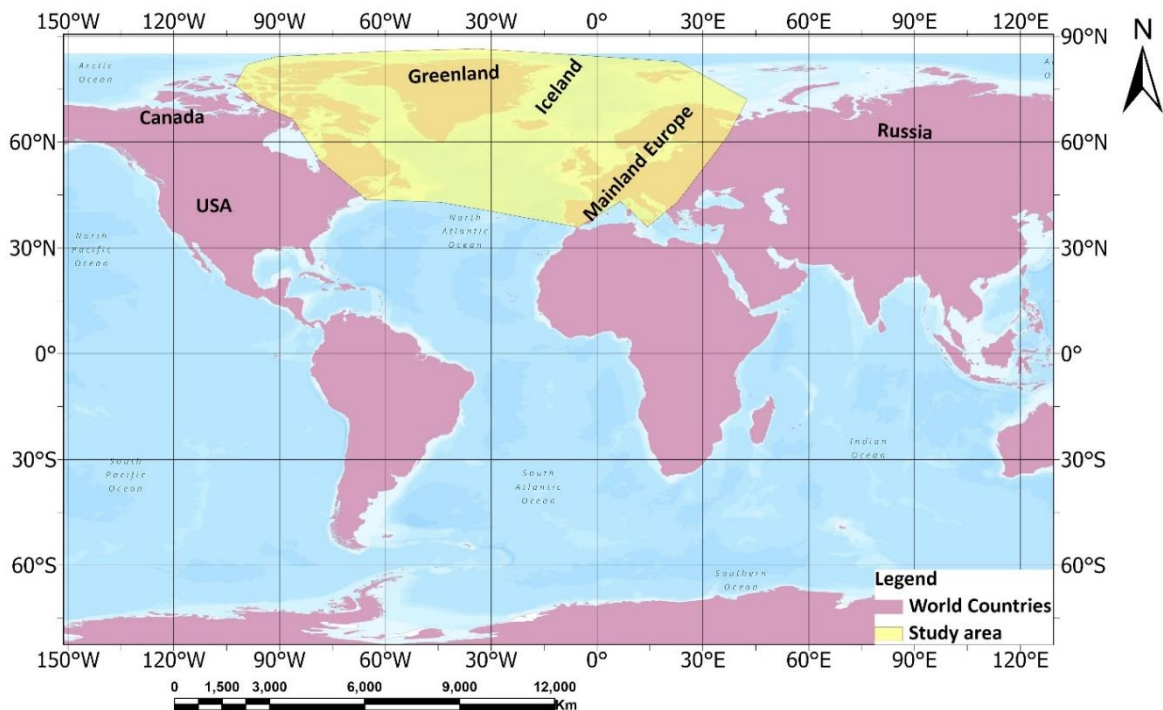 150°W 120°W 90°W 60°W 30°W 0° 30°E 60°E 90°E 120°E
N
90°N
Arctic
Ocean
Greenland
Iceland
Canada
Mainland Europe
Russia
60°N 60°N
USA
North
Atlantic
Ocean
North
Pacific
Ocean
30°N 30°N
0° 0°
Indian
Ocean
South
Pacific
Ocean
South
Atlantic
Ocean
30°S 30°S
60°S 60°S
Southern
Ocean
Legend
World Countries
Study area
150°W 120°W 90°W 60°W 30°W 0° 30°E 60°E 90°E 120°E
0 1,500 3,000 6,000 9,000 12,000
Km